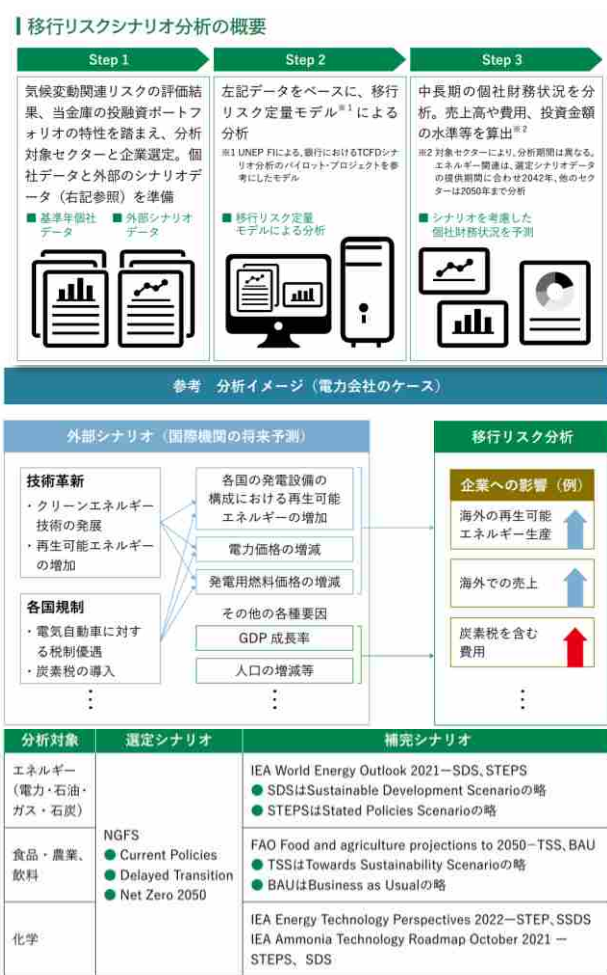 移行リスクシナリオ分析の概要
Step 1
気候変動関連リスクの評価結
果、当金庫の投融資ポートフ
ォリオの特性を踏まえ、分析
対象セクターと企業選定。個
社データと外部のシナリオデ
ータ（右記参照）を準備
■ 基準年個社
データ
■ 外部シナリオ
データ
Step 2
左記データをベースに、移行
リスク定量モデル※1による
分析
※1 UNEP FIによる、銀行におけるTCFDシナ
リオ分析のパイロット・プロジェクトを参
考にしたモデル
■ 移行リスク定量
モデルによる分析
Step 3
中長期の個社財務状況を分
析。売上高や費用、投資金額
の水準等を算出※2
※2 対象セクターにより、分析期間は異なる。
エネルギー関連は、選定シナリオデータ
の提供期間に合わせ2042年、他のセク
ターは2050年まで分析
■ シナリオを考慮した
個社財務状況を予測
参考 分析イメージ（電力会社のケース）
外部シナリオ（国際機関の将来予測）
技術革新
・クリーンエネルギー
技術の発展
・再生可能エネルギー
の増加
各国規制
・電気自動車に対す
る税制優遇
・炭素税の導入
各国の発電設備の
構成における再生可能
エネルギーの増加
電力価格の増減
発電用燃料価格の増減
その他の各種要因
GDP 成長率
人口の増減等
移行リスク分析
企業への影響（例）
海外の再生可能
エネルギー生産
海外での売上
炭素税を含む
費用
分析対象
選定シナリオ
補完シナリオ
エネルギー
（電力・石油・
ガス・石炭）
IEA World Energy Outlook 2021－SDS, STEPS
● SDSはSustainable Development Scenarioの略
● STEPSはStated Policies Scenarioの略
NGFS
● Current Policies
● Delayed Transition
● Net Zero 2050
食品・農業、
飲料
FAO Food and agriculture projections to 2050－TSS, BAU
● TSSはTowards Sustainability Scenarioの略
● BAUはBusiness as Usualの略
化学
IEA Energy Technology Perspectives 2022－STEP, SSDS
IEA Ammonia Technology Roadmap October 2021 －
STEPS、SDS